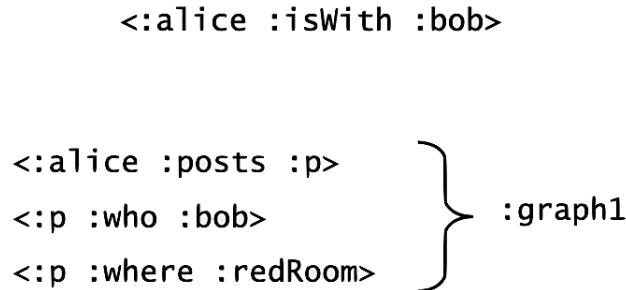 <:alice :isWith :bob>
<:alice :posts :p>
<:p :who :bob>
:graph1
<:p :where :redRoom>